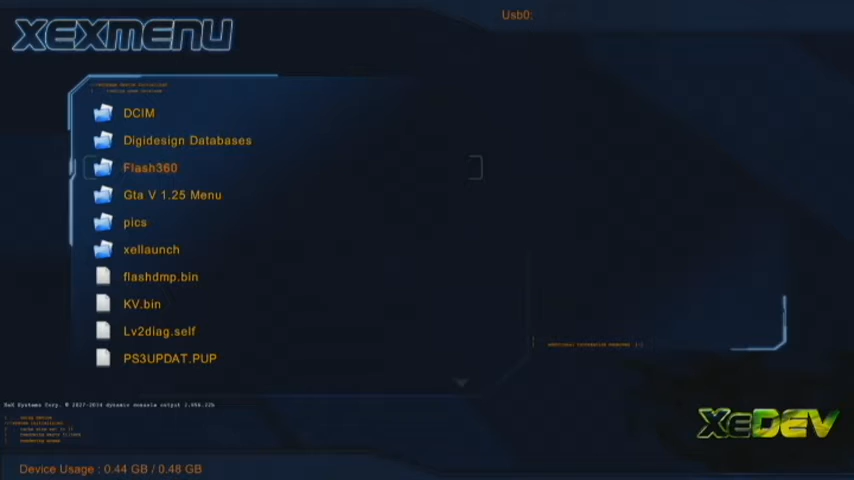 xexmenu
Usb0:
DCIM
Digidesign Databases
Flash360
Gta V 1.25 Menu
pics
xellaunch
flashdmp.bin
KV.bin
Lv2diag.self
PS3UPDAT.PUP
XeDEV
Device Usage : 0.44 GB / 0.48 GB